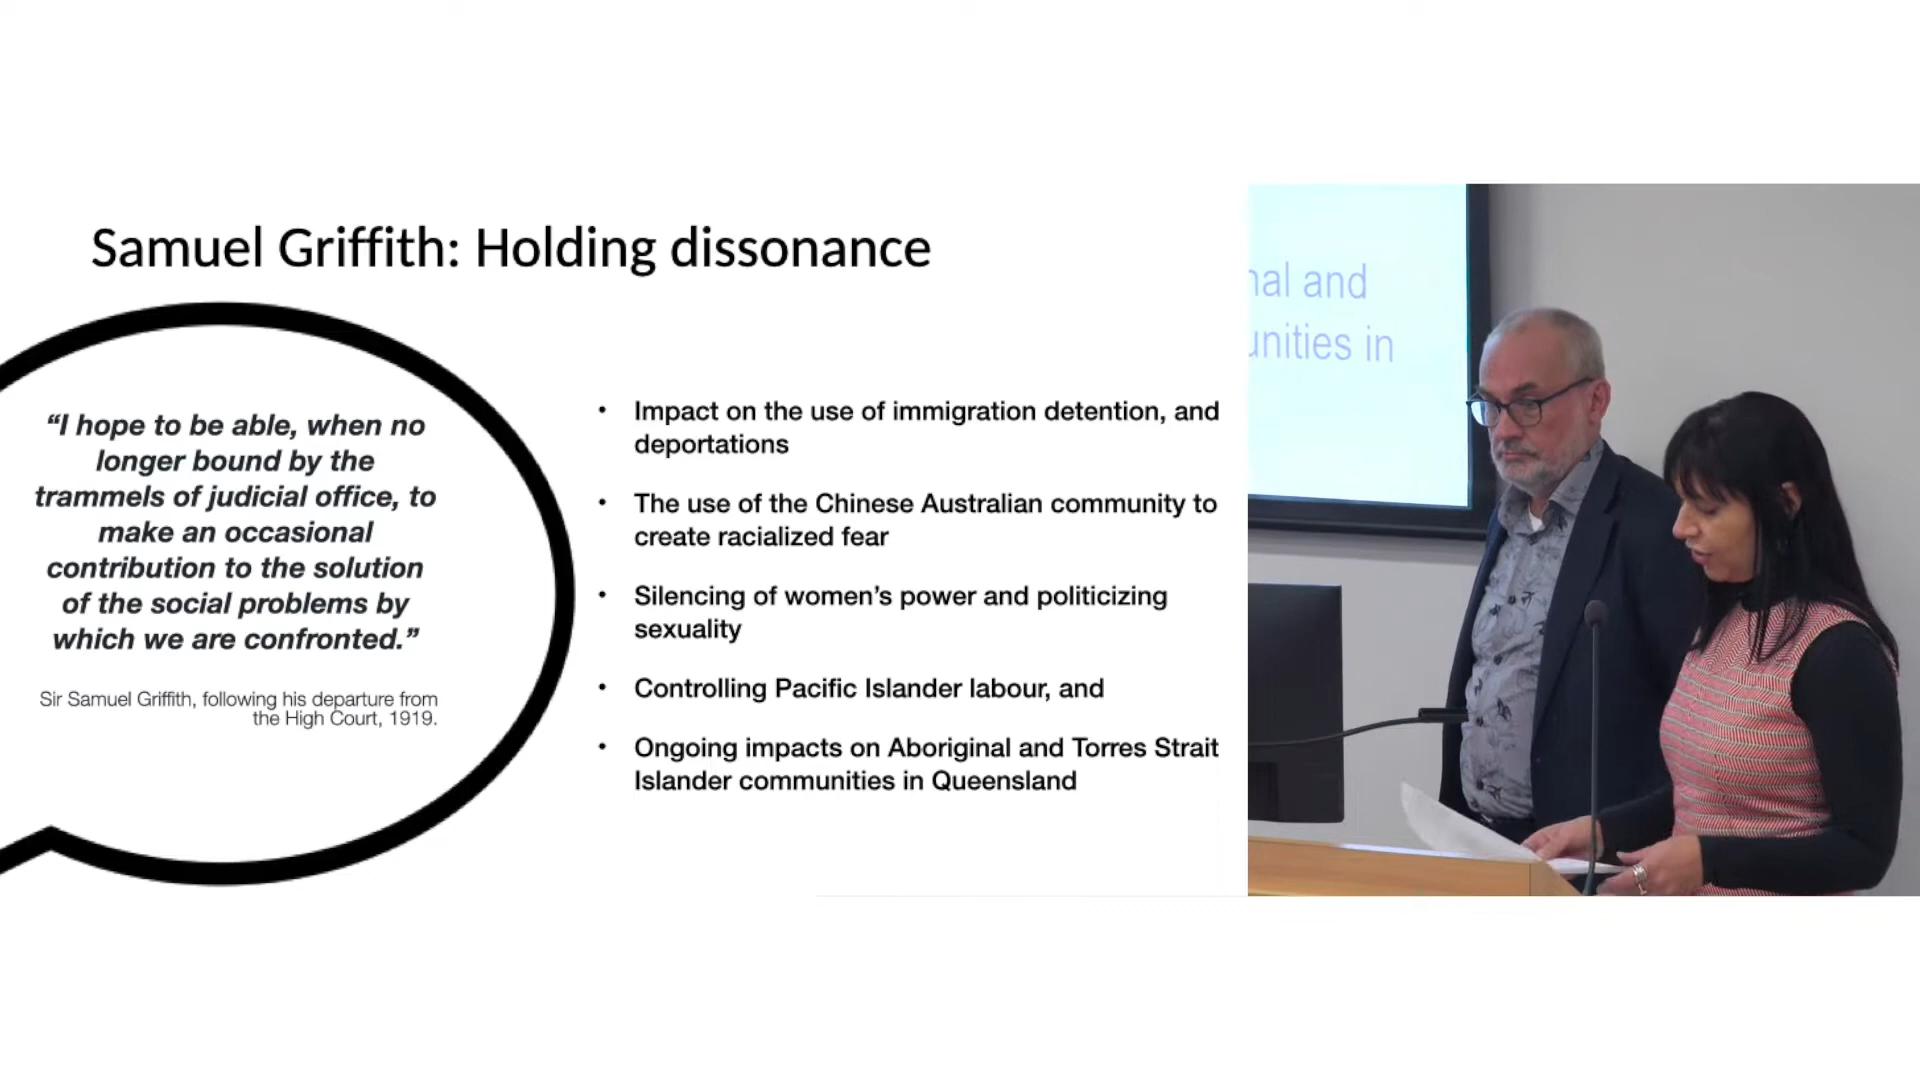 Samuel Griffith: Holding dissonance
“I hope to be able, when no
longer bound by the
trammels of judicial office, to
make an occasional
contribution to the solution
of the social problems by
which we are confronted.”
Sir Samuel Griffith, following his departure from
the High Court, 1919.
• Impact on the use of immigration detention, and
deportations
• The use of the Chinese Australian community to
create racialized fear
• Silencing of women’s power and politicizing
sexuality
• Controlling Pacific Islander labour, and
• Ongoing impacts on Aboriginal and Torres Strait
Islander communities in Queensland
nal and
unities in